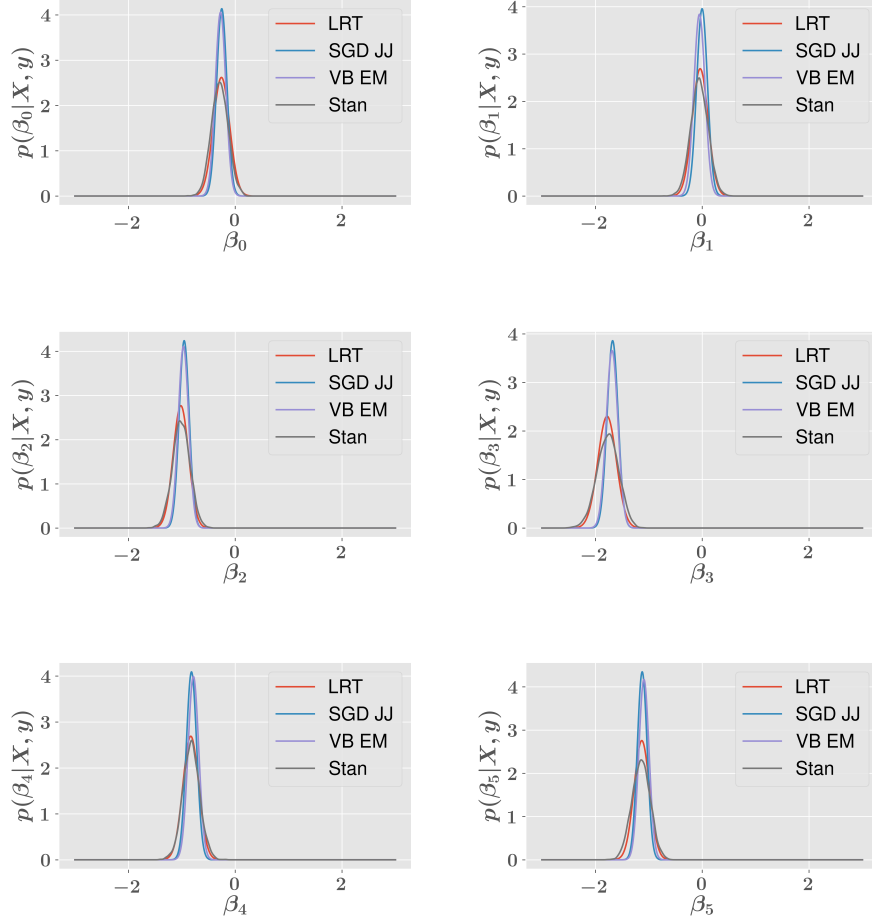 4
3
2
1
0
p(β₀|X, y)
LRT
SGD JJ
VB EM
Stan
−2
0
2
β₀
4
3
2
1
0
p(β₁|X, y)
LRT
SGD JJ
VB EM
Stan
−2
0
2
β₁
4
3
2
1
0
p(β₂|X, y)
LRT
SGD JJ
VB EM
Stan
−2
0
2
β₂
4
3
2
1
0
p(β₃|X, y)
LRT
SGD JJ
VB EM
Stan
−2
0
2
β₃
4
3
2
1
0
p(β₄|X, y)
LRT
SGD JJ
VB EM
Stan
−2
0
2
β₄
4
3
2
1
0
p(β₅|X, y)
LRT
SGD JJ
VB EM
Stan
−2
0
2
β₅